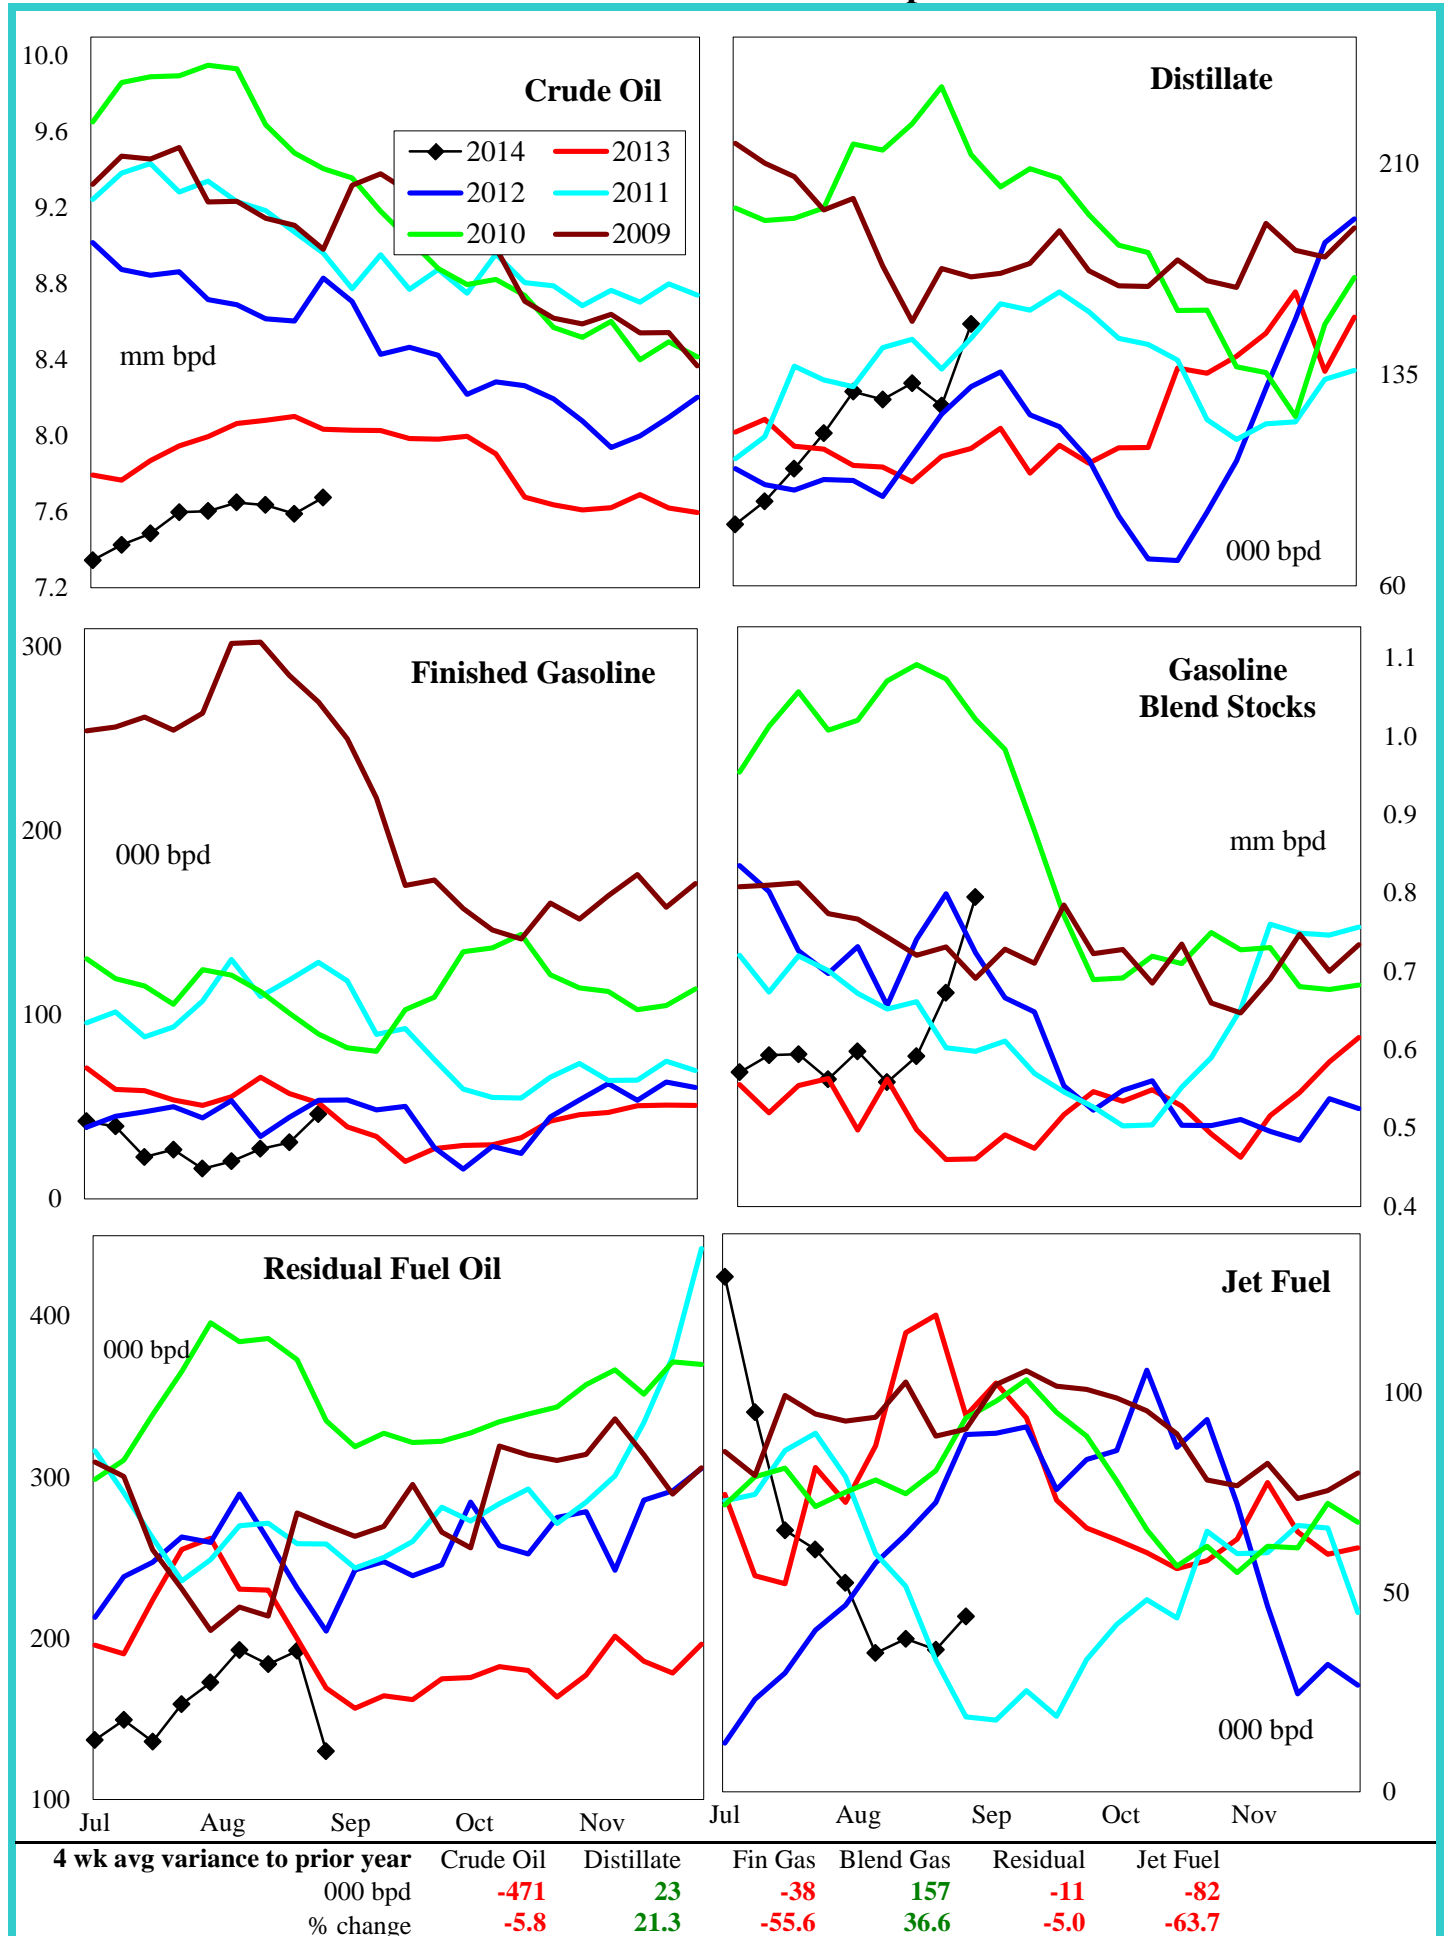 10.0
9.6
9.2
8.8
8.4
8.0
7.6
7.2
Crude Oil
2014 2013
2012 2011
2010 2009
mm bpd
Distillate
210
135
60
000 bpd
300
200
100
0
Finished Gasoline
000 bpd
Gasoline
Blend Stocks
mm bpd
1.1
1.0
0.9
0.8
0.7
0.6
0.5
0.4
Residual Fuel Oil
000 bpd
400
300
200
100
Jul Aug Sep Oct Nov
Jet Fuel
100
50
0
000 bpd
Jul Aug Sep Oct Nov
4 wk avg variance to prior year Crude Oil Distillate Fin Gas Blend Gas Residual Jet Fuel
000 bpd -471 23 -38 157 -11 -82
% change -5.8 21.3 -55.6 36.6 -5.0 -63.7